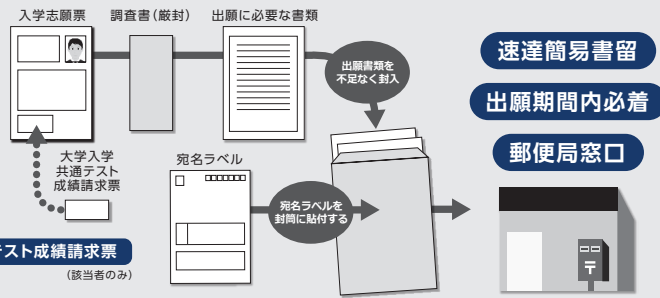 入学志願票
調査書(厳封)
出願に必要な書類
出願書類を
不足なく封入
大学入学
共通テスト
成績請求票
宛名ラベル
宛名ラベルを
封筒に貼付する
テスト成績請求票
(該当者のみ)
速達簡易書留
出願期間内必着
郵便局窓口
〒